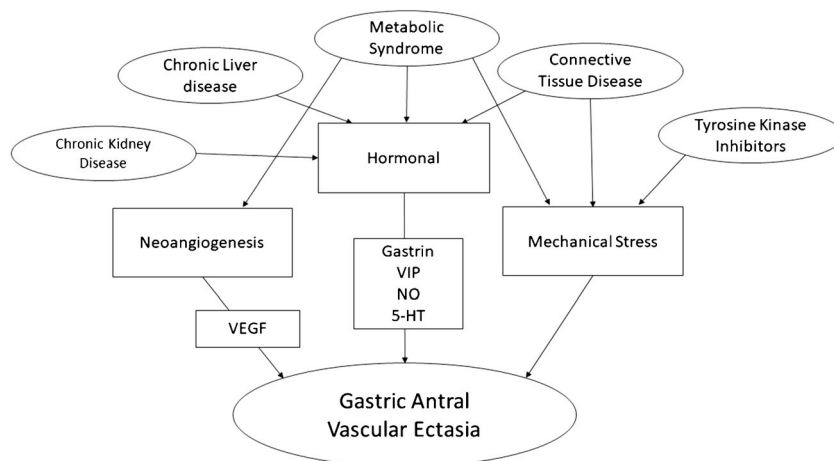 Metabolic
Syndrome
Chronic Liver
disease
Connective
Tissue Disease
Chronic Kidney
Disease
Hormonal
Tyrosine Kinase
Inhibitors
Neoangiogenesis
Mechanical Stress
Gastrin
VIP
NO
5-HT
VEGF
Gastric Antral
Vascular Ectasia